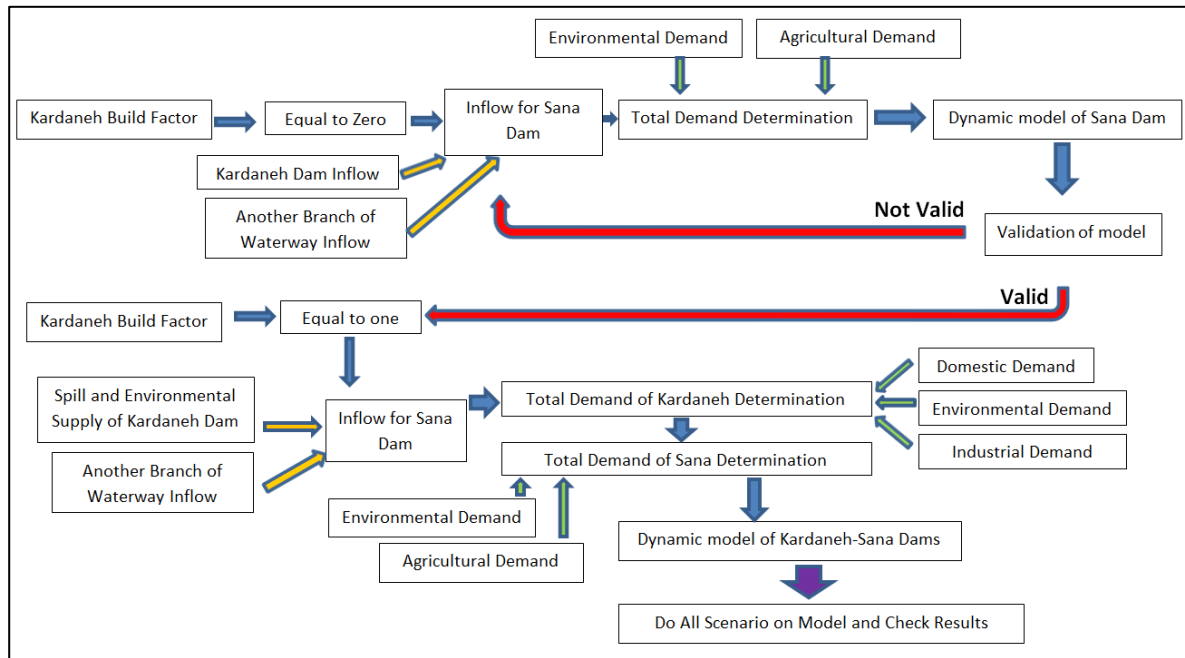 Environmental Demand
Agricultural Demand
Kardaneh Build Factor
Equal to Zero
Inflow for Sana
Dam
Total Demand Determination
Dynamic model of Sana Dam
Kardaneh Dam Inflow
Another Branch of
Waterway Inflow
Not Valid
Validation of model
Valid
Kardaneh Build Factor
Equal to one
Spill and Environmental
Supply of Kardaneh Dam
Another Branch of
Waterway Inflow
Inflow for Sana
Dam
Total Demand of Kardaneh Determination
Domestic Demand
Environmental Demand
Industrial Demand
Total Demand of Sana Determination
Environmental Demand
Agricultural Demand
Dynamic model of Kardaneh-Sana Dams
Do All Scenario on Model and Check Results